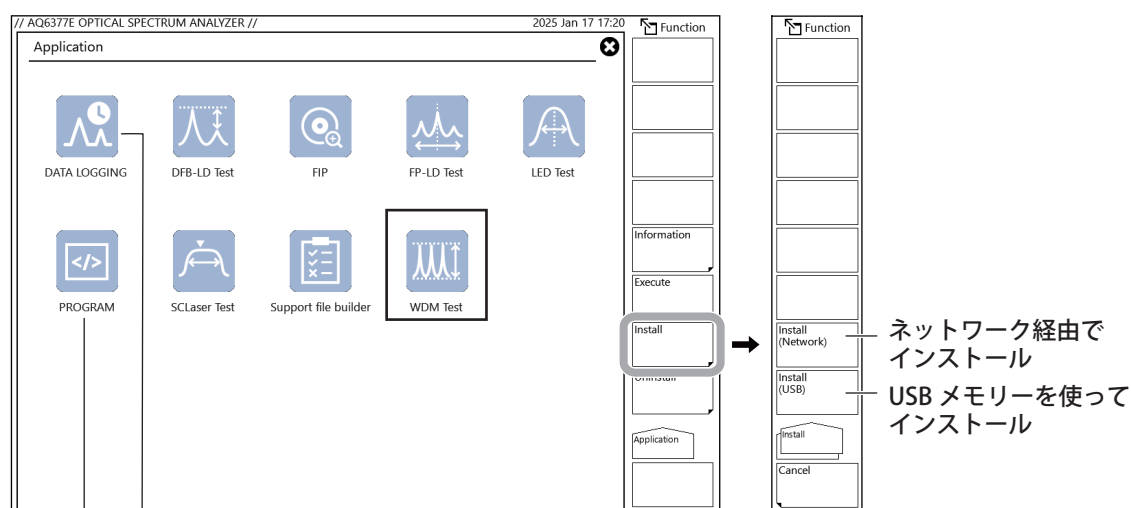 // AQ6377E OPTICAL SPECTRUM ANALYZER //
2025 Jan 17 17:20
Application
DATA LOGGING
DFB-LD Test
FIP
FP-LD Test
LED Test
PROGRAM
SCLaser Test
Support file builder
WDM Test
Function
Information
Execute
Install
Uninstall
Application
Function
Install
(Network)
Install
(USB)
Install
Cancel
ネットワーク経由で
インストール
USB メモリーを使って
インストール